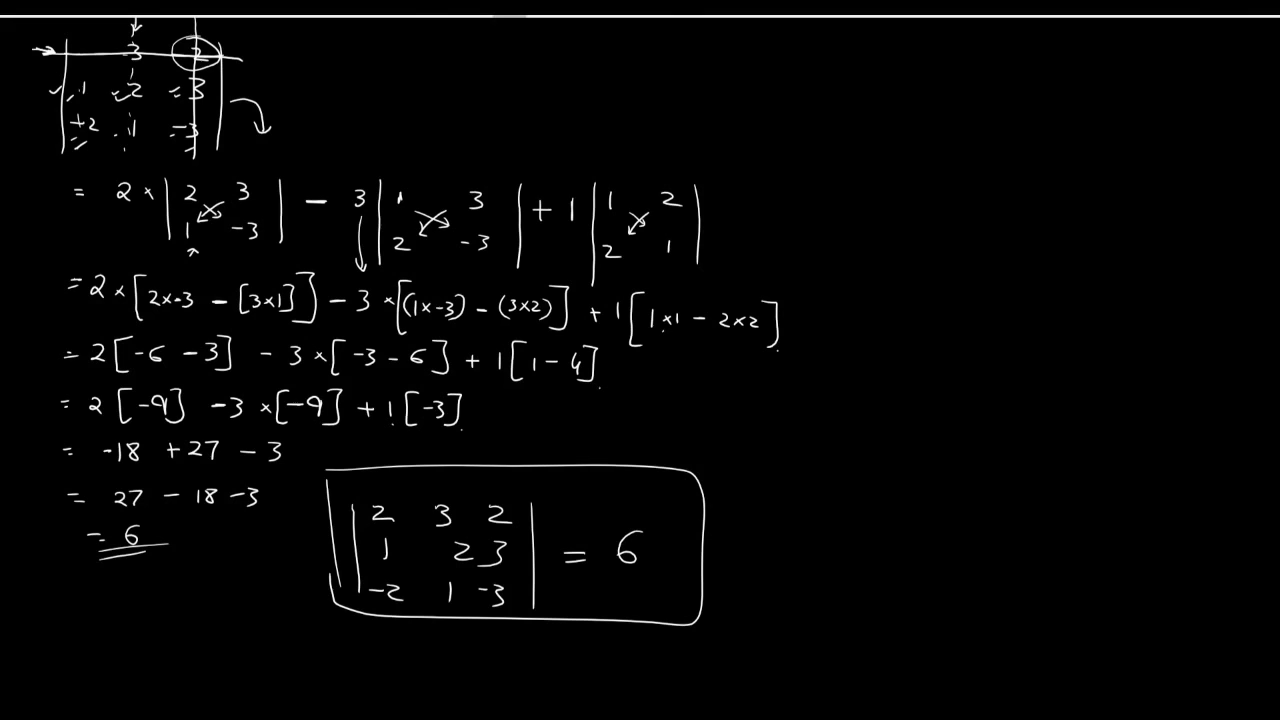 3 2
1 2 3
+2 1 -3
= 2 × | 2 3 | - 3 | 1 3 | + 1 | 1 2 |
| 1 -3 | | 2 -3 | | 2 1 |
= 2 × [2×-3 - [3×1]] - 3 × [(1×-3) - (3×2)] + 1 [1×1 - 2×2]
= 2 [-6 - 3] - 3 × [-3 - 6] + 1 [1 - 4]
= 2 [-9] - 3 × [-9] + 1 [-3]
= -18 + 27 - 3
= 27 - 18 - 3
= 6
| 2 3 2 |
| 1 2 3 | = 6
| -2 1 -3 |